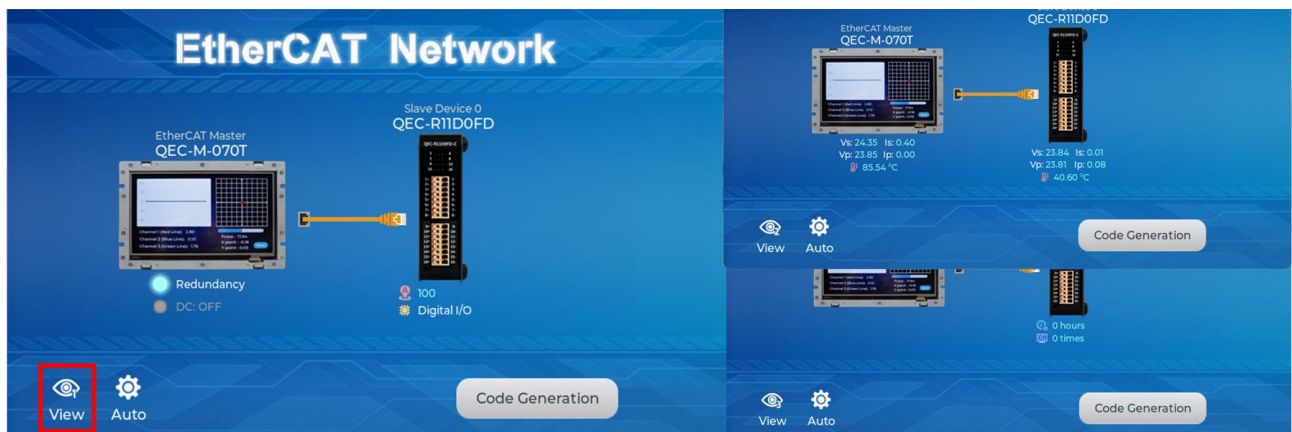 EtherCAT Network
EtherCAT Master
QEC-M-070T
Slave Device 0
QEC-R11D0FD
QEC-R11D0FD-C
Redundancy
DC: OFF
100
Digital I/O
View
Auto
Code Generation
EtherCAT Master
QEC-M-070T
QEC-R11D0FD
Vs: 24.35 Is: 0.40
Vp: 23.85 Ip: 0.00
85.54 °C
Vs: 23.84 Is: 0.01
Vp: 23.81 Ip: 0.08
40.60 °C
View
Auto
Code Generation
0 hours
0 times
View
Auto
Code Generation